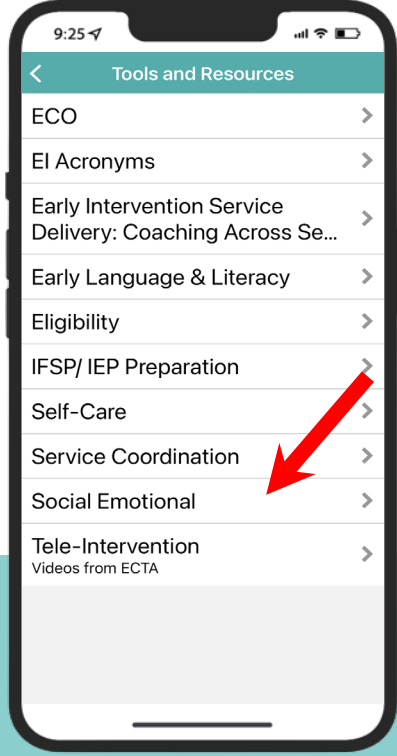 9:25
Tools and Resources
ECO
EI Acronyms
Early Intervention Service
Delivery: Coaching Across Se...
Early Language & Literacy
Eligibility
IFSP/ IEP Preparation
Self-Care
Service Coordination
Social Emotional
Tele-Intervention
Videos from ECTA